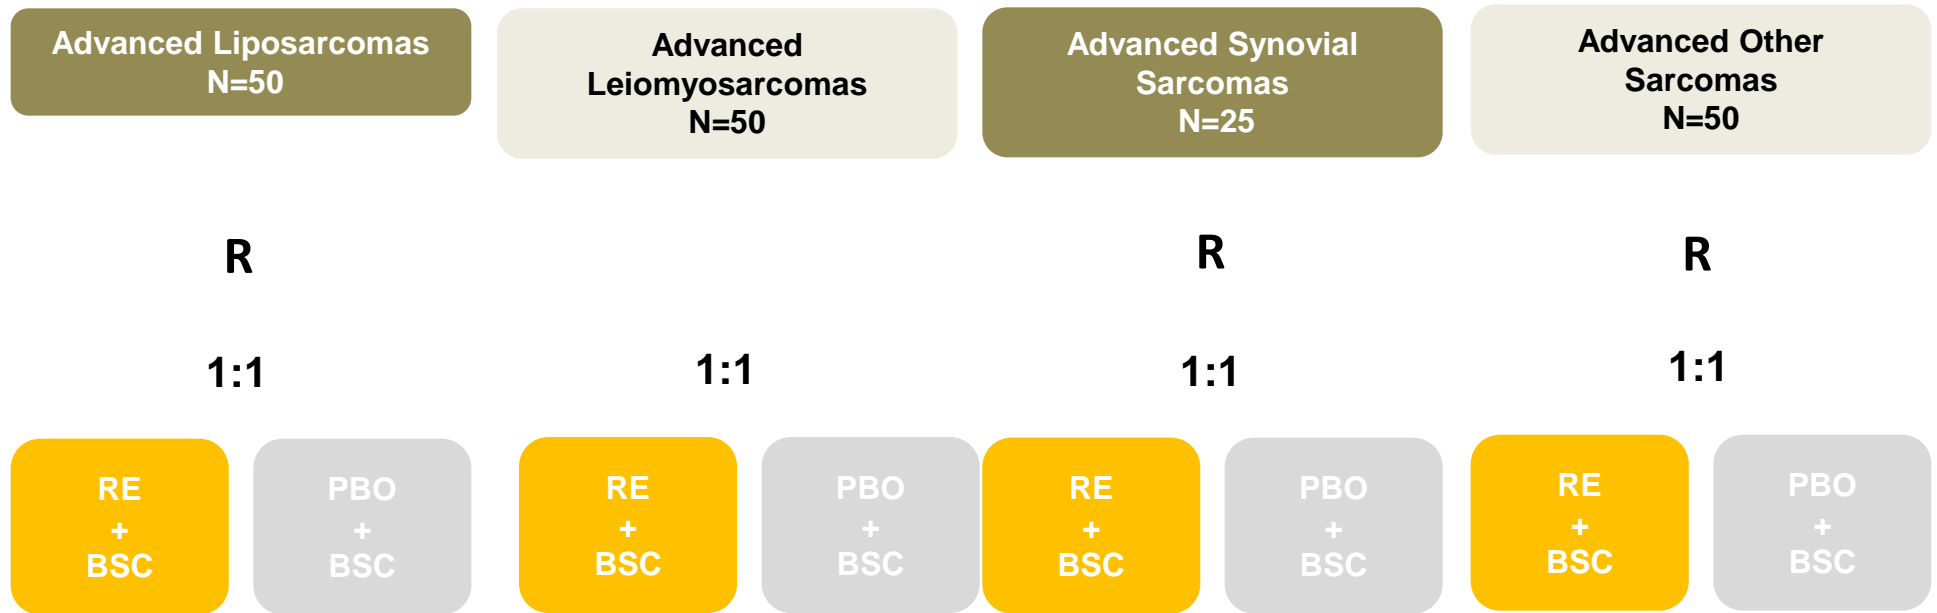 Advanced Liposarcomas
N=50
Advanced
Leiomyosarcomas
N=50
Advanced Synovial
Sarcomas
N=25
Advanced Other
Sarcomas
N=50
R
R
R
1:1
1:1
1:1
1:1
RE
+
BSC
PBO
+
BSC
RE
+
BSC
PBO
+
BSC
RE
+
BSC
PBO
+
BSC
RE
+
BSC
PBO
+
BSC